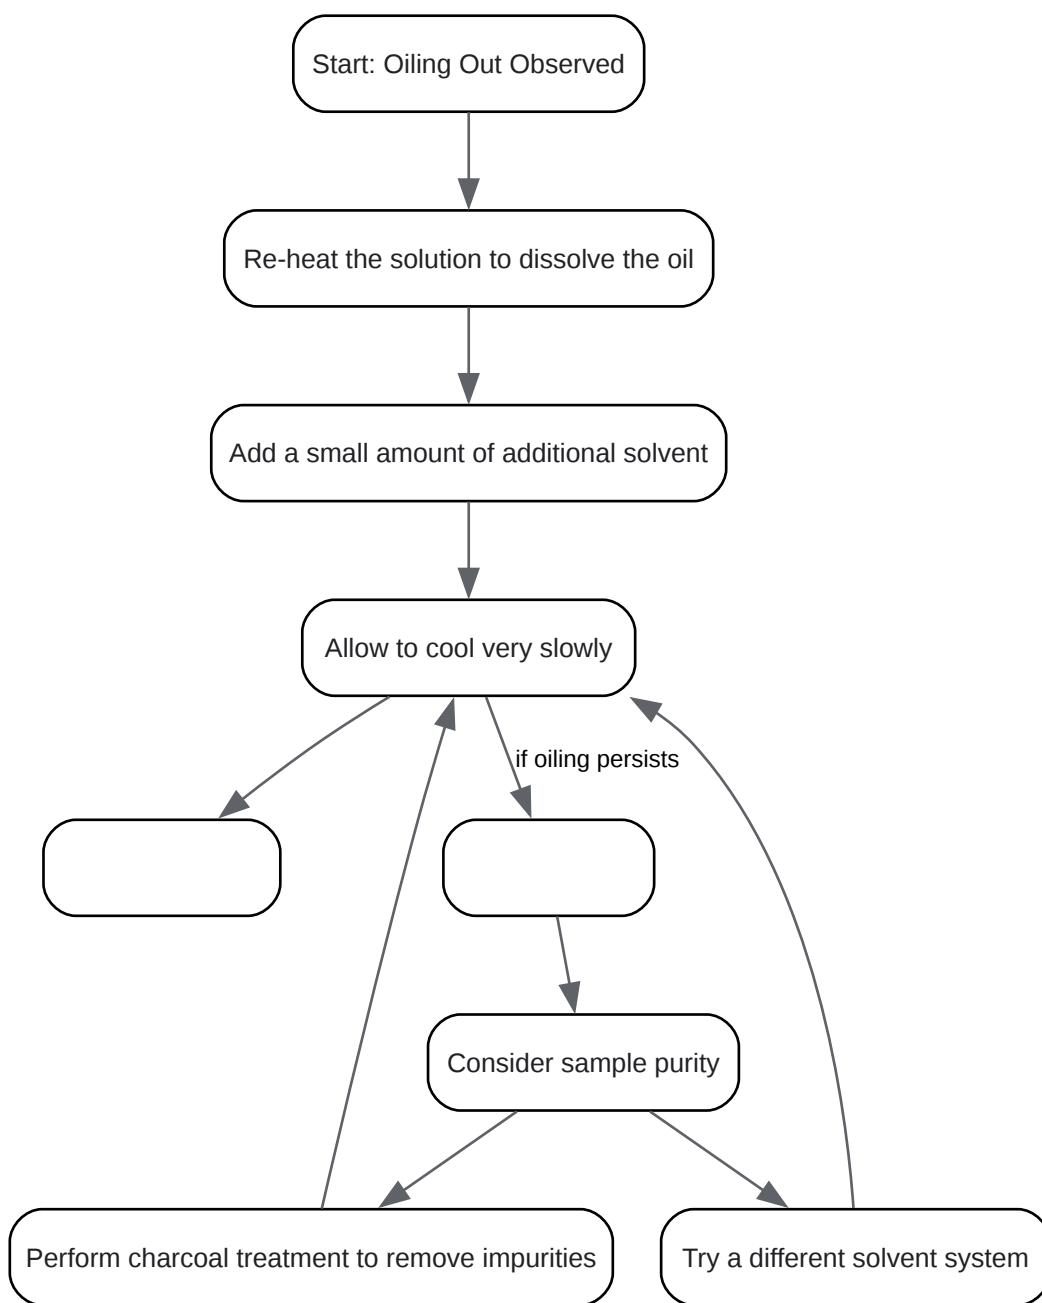 Start: Oiling Out Observed
Re-heat the solution to dissolve the oil
Add a small amount of additional solvent
Allow to cool very slowly
if oiling persists
Consider sample purity
Perform charcoal treatment to remove impurities
Try a different solvent system